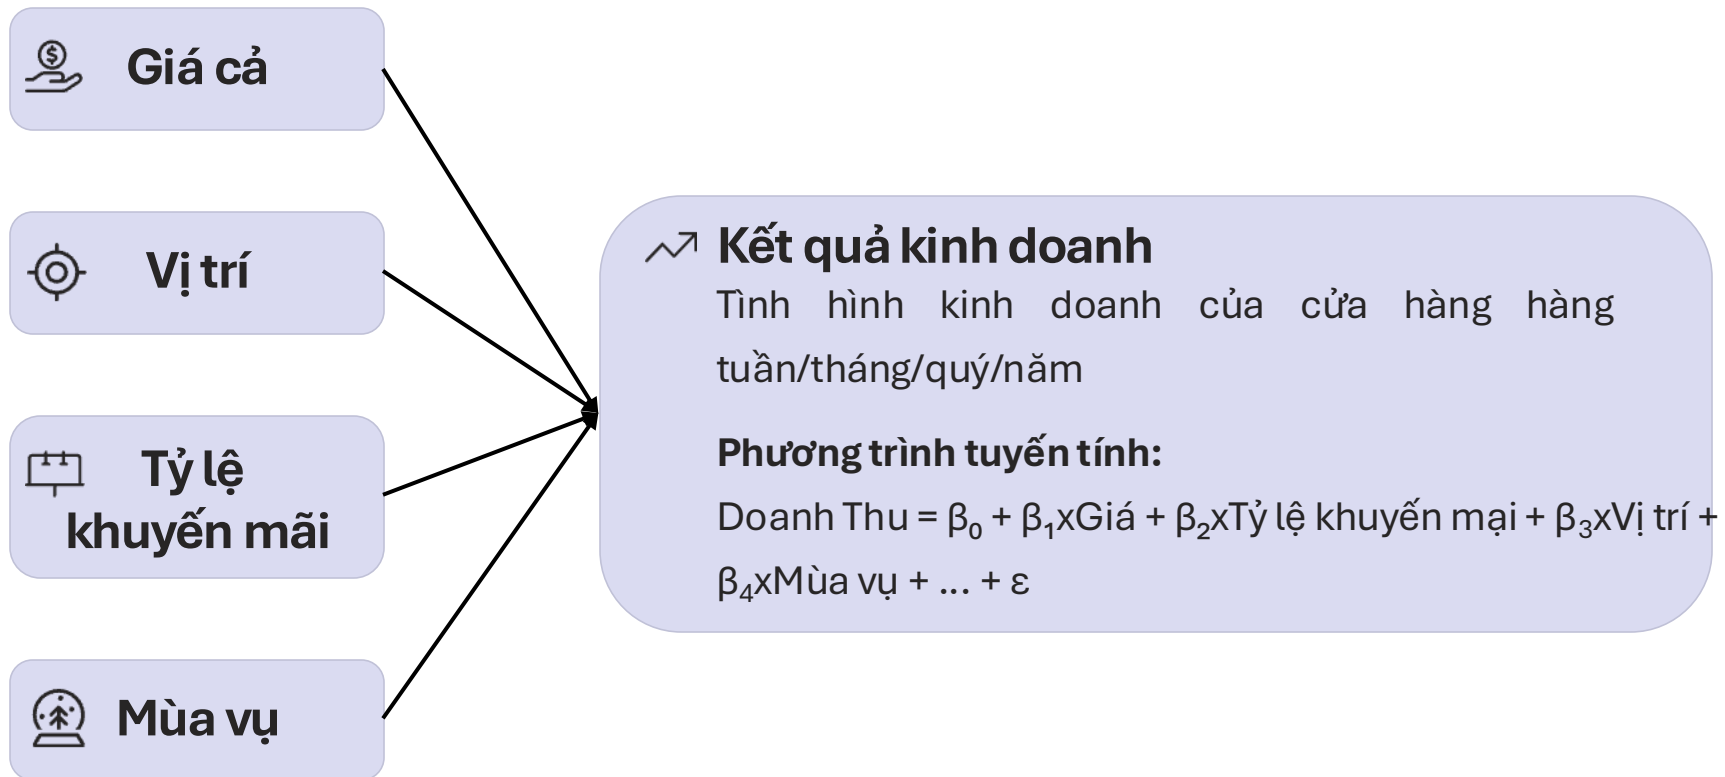 Giá cả
Vị trí
Tỷ lệ
khuyến mãi
Mùa vụ
Kết quả kinh doanh
Tình hình kinh doanh của cửa hàng hàng
tuần/tháng/quý/năm
Phương trình tuyến tính:
Doanh Thu = β₀ + β₁xGiá + β₂xTỷ lệ khuyến mại + β₃xVị trí +
β₄xMùa vụ + ... + ε